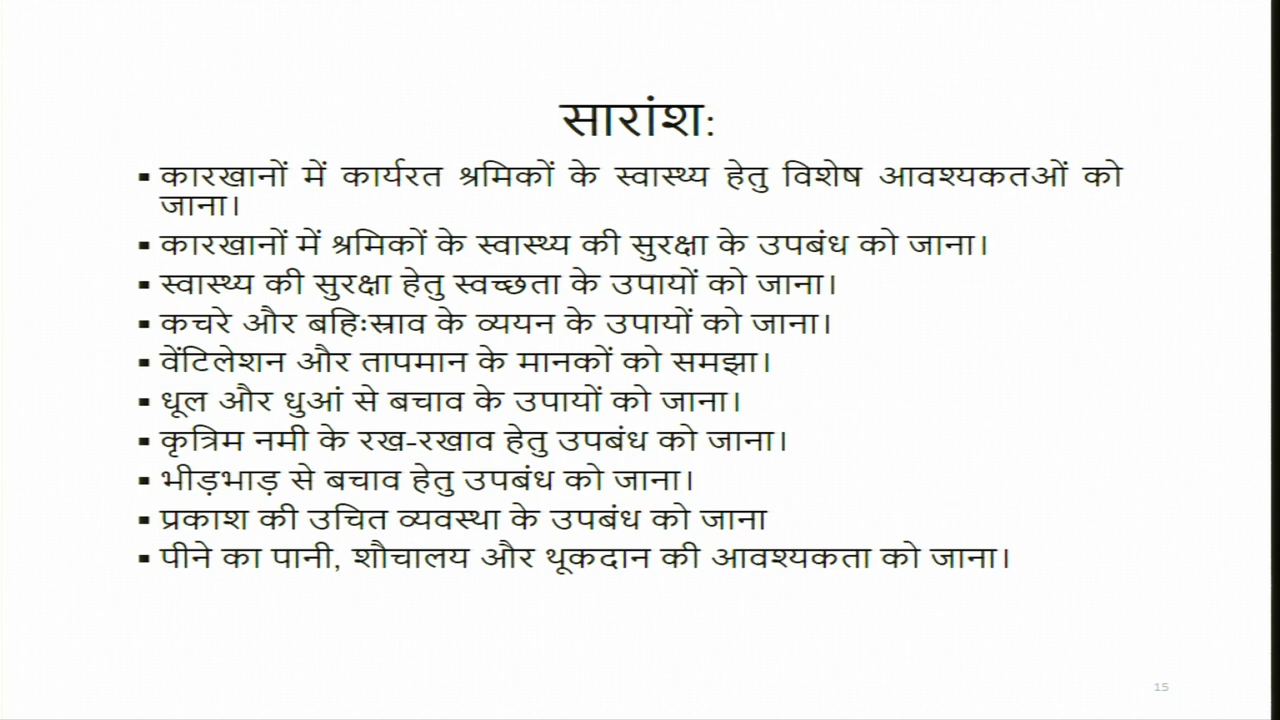 सारांश:
▪ कारखानों में कार्यरत श्रमिकों के स्वास्थ्य हेतु विशेष आवश्यकतओं को
जाना।
▪ कारखानों में श्रमिकों के स्वास्थ्य की सुरक्षा के उपबंध को जाना।
▪ स्वास्थ्य की सुरक्षा हेतु स्वच्छता के उपायों को जाना।
▪ कचरे और बहिःस्राव के व्ययन के उपायों को जाना।
▪ वेंटिलेशन और तापमान के मानकों को समझा।
▪ धूल और धुआं से बचाव के उपायों को जाना।
▪ कृत्रिम नमी के रख-रखाव हेतु उपबंध को जाना।
▪ भीड़भाड़ से बचाव हेतु उपबंध को जाना।
▪ प्रकाश की उचित व्यवस्था के उपबंध को जाना
▪ पीने का पानी, शौचालय और थूकदान की आवश्यकता को जाना।
15